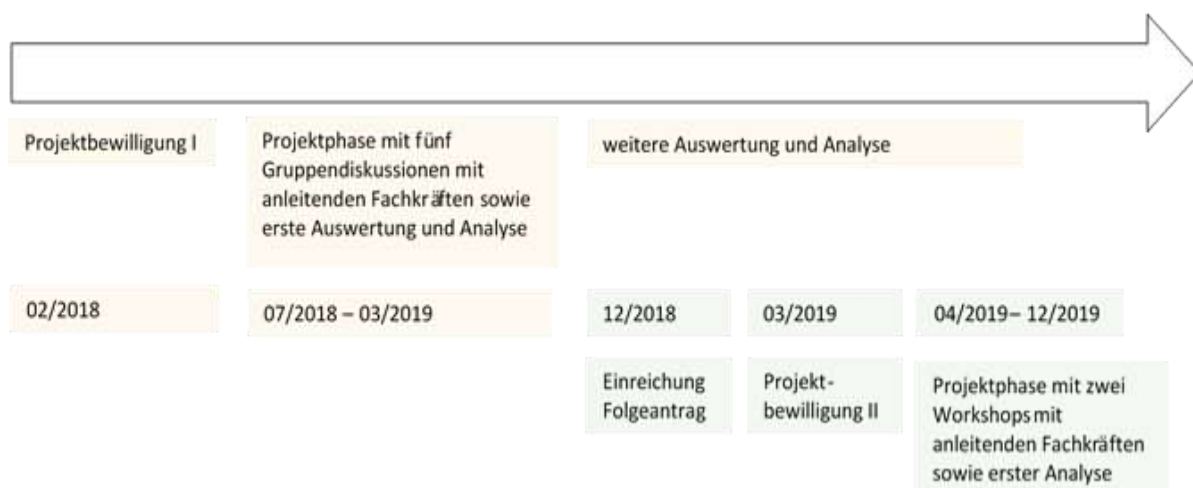 Projektbewilligung I
Projektphase mit fünf
Gruppendiskussionen mit
anleitenden Fachkräften sowie
erste Auswertung und Analyse
weitere Auswertung und Analyse
02/2018
07/2018 – 03/2019
12/2018
03/2019
04/2019– 12/2019
Einreichung
Folgeantrag
Projekt-
bewilligung II
Projektphase mit zwei
Workshops mit
anleitenden Fachkräften
sowie erster Analyse